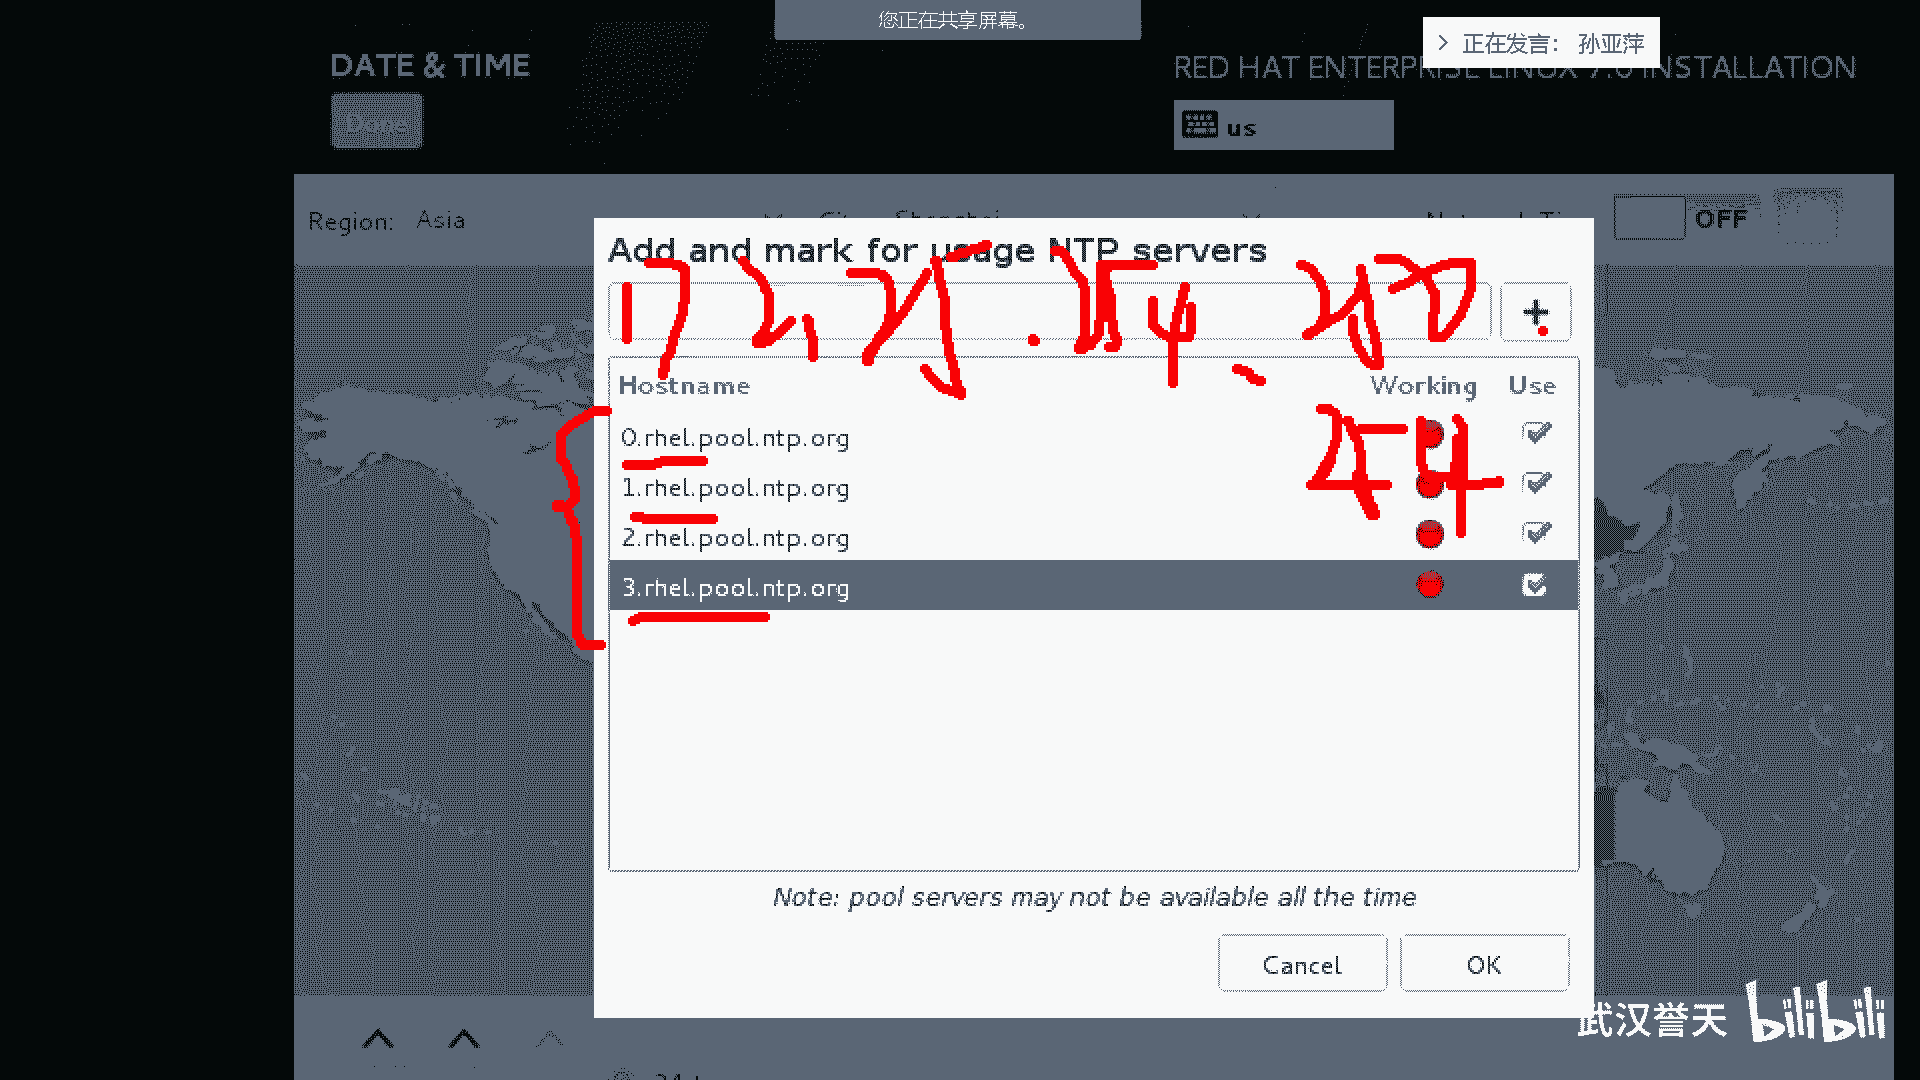 您正在共享屏幕。
正在发言： 孙亚萍
DATE & TIME
RED HAT ENTERPRISE LINUX 7.0 INSTALLATION
Done
us
Region: Asia
OFF
Add and mark for usage NTP servers
+
Hostname Working Use
0.rhel.pool.ntp.org
1.rhel.pool.ntp.org
2.rhel.pool.ntp.org
3.rhel.pool.ntp.org
254
Note: pool servers may not be available all the time
Cancel OK
武汉誉天 bilibili